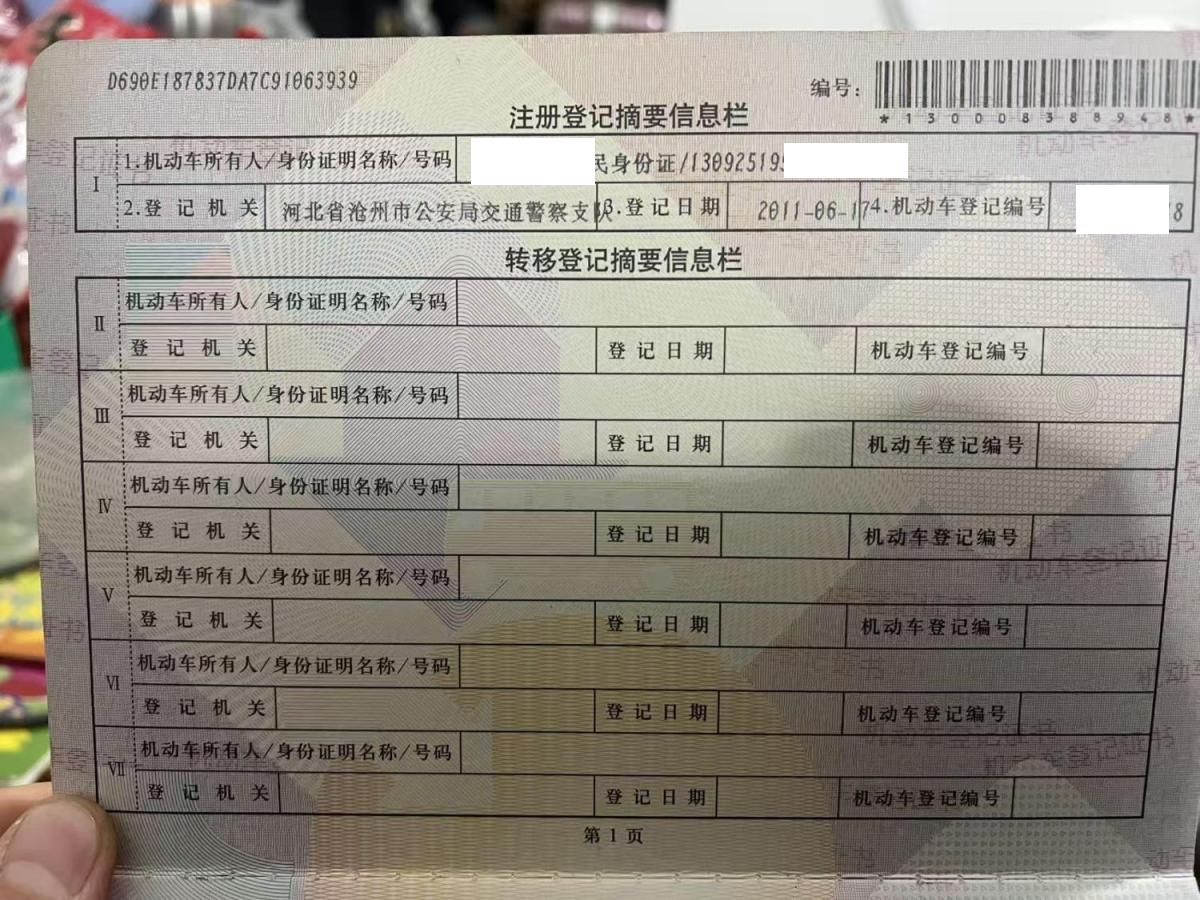 D690E187837DA7C91063939
编号：
*130008388948*
注册登记摘要信息栏
I
1.机动车所有人/身份证明名称/号码 民身份证/13092519
2.登记机关 河北省沧州市公安局交通警察支队 3.登记日期 2011-06-17 4.机动车登记编号 8
转移登记摘要信息栏
II
机动车所有人/身份证明名称/号码
登记机关 登记日期 机动车登记编号
III
机动车所有人/身份证明名称/号码
登记机关 登记日期 机动车登记编号
IV
机动车所有人/身份证明名称/号码
登记机关 登记日期 机动车登记编号
V
机动车所有人/身份证明名称/号码
登记机关 登记日期 机动车登记编号
VI
机动车所有人/身份证明名称/号码
登记机关 登记日期 机动车登记编号
VII
机动车所有人/身份证明名称/号码
登记机关 登记日期 机动车登记编号
第 1 页